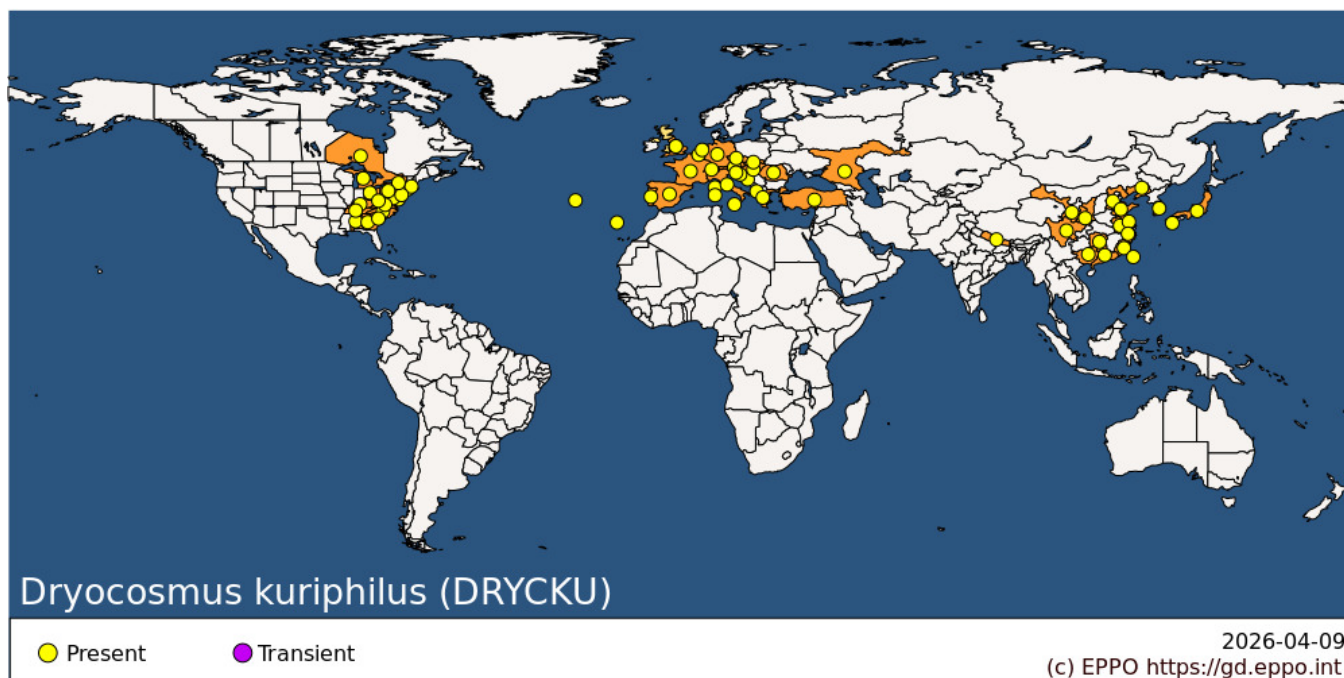 Dryocosmus kuriphilus (DRYCKU)
Present
Transient
2026-04-09
(c) EPPO https://gd.eppo.int